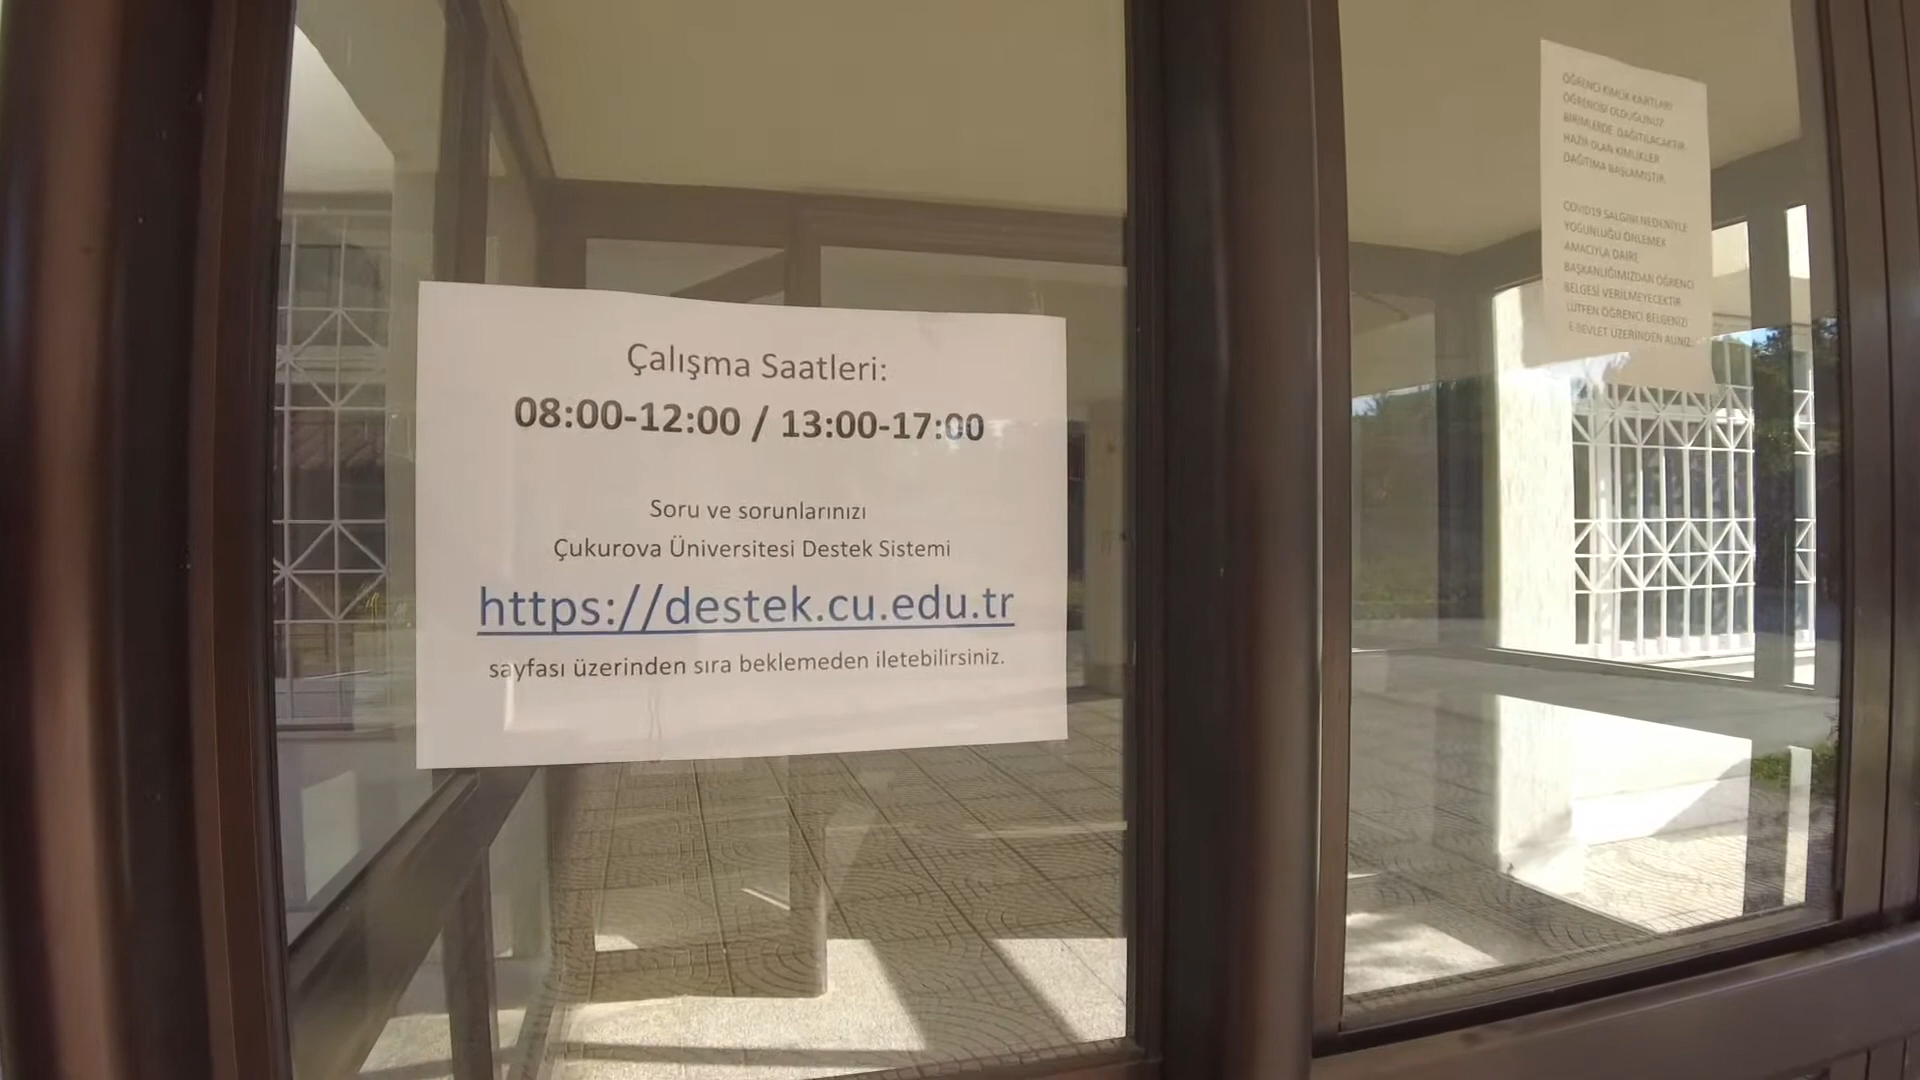 Çalışma Saatleri:
08:00-12:00 / 13:00-17:00
Soru ve sorunlarınızı
Çukurova Üniversitesi Destek Sistemi
https://destek.cu.edu.tr
sayfası üzerinden sıra beklemeden iletebilirsiniz.
ÖĞRENCİ KİMLİK KARTLARI
ÖĞRENCİSİ OLDUĞUNUZ
BİRİMLERDE DAĞITILACAKTIR
HAZIR OLAN KİMLİKLER
DAĞITIMA BAŞLAMIŞTIR.
COVID19 SALGINI NEDENİYLE
YOĞUNLUĞU ÖNLEMEK
AMACIYLA DAİRE
BAŞKANLIĞIMIZDAN ÖĞRENCİ
BELGESİ VERİLMEYECEKTİR
LÜTFEN ÖĞRENCİ BELGENİZİ
E-DEVLET ÜZERİNDEN ALINIZ.